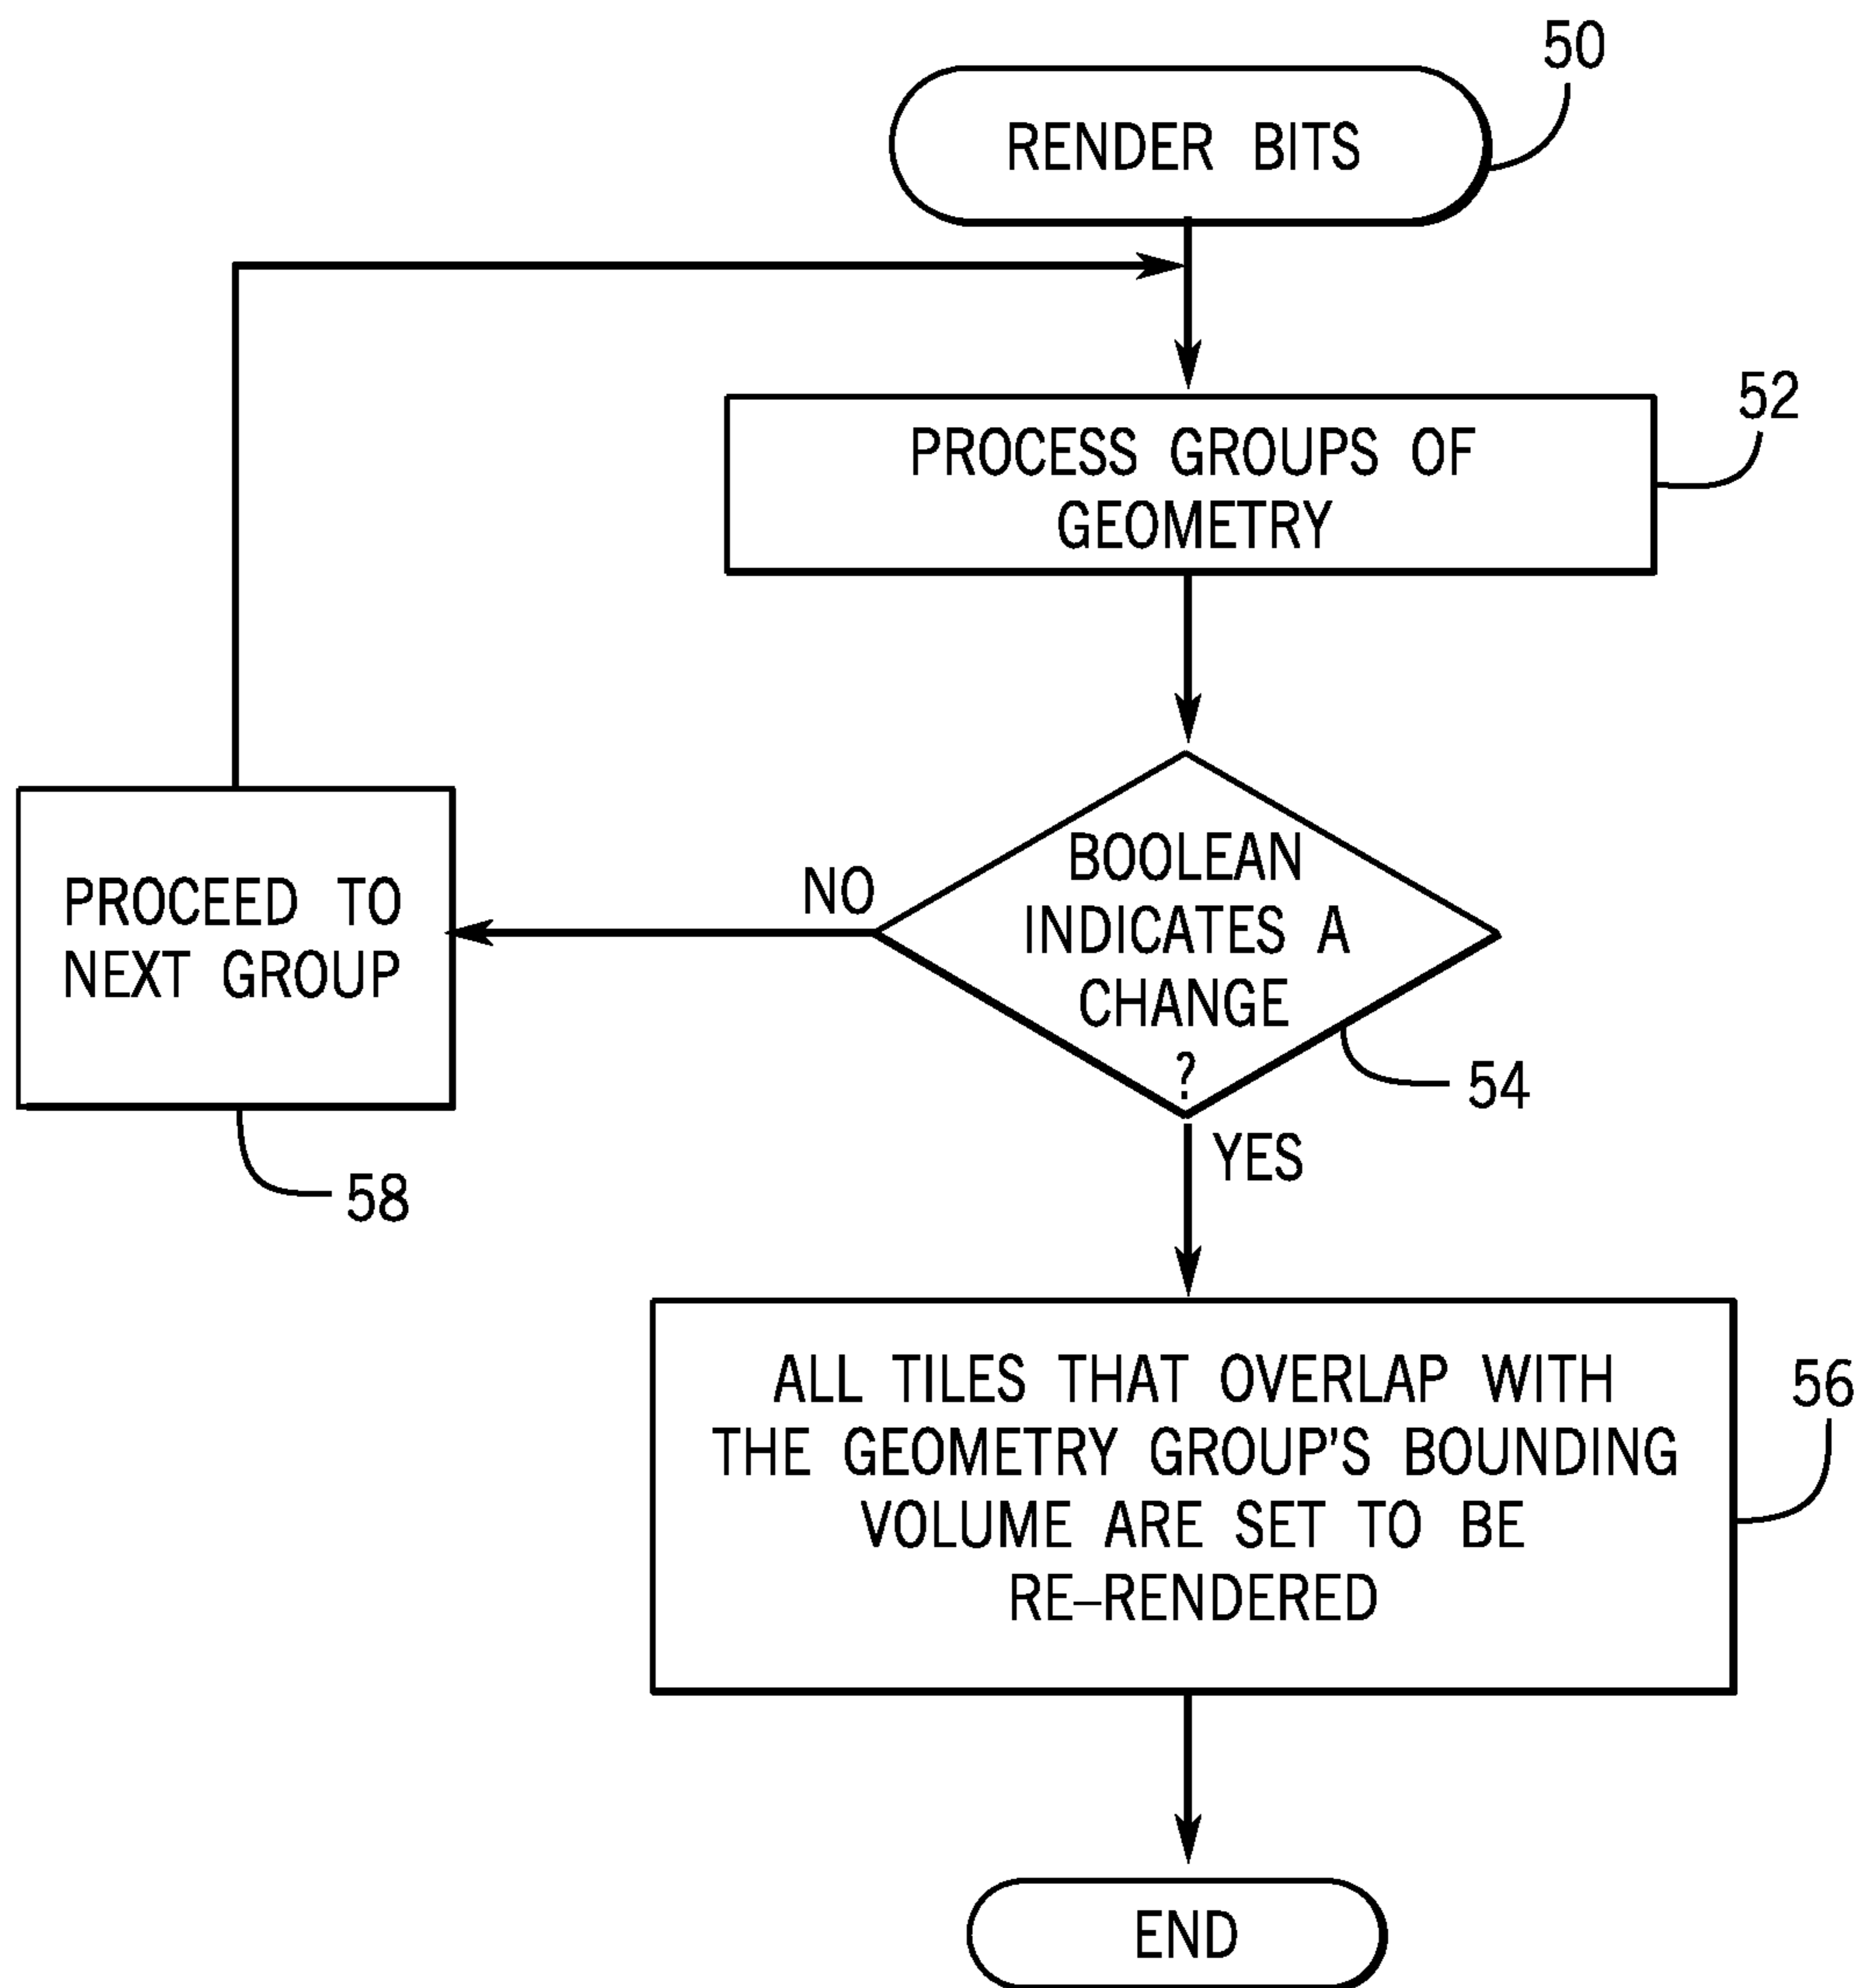 50
RENDER BITS
52
PROCESS GROUPS OF
GEOMETRY
BOOLEAN
INDICATES A
CHANGE
?
54
NO
PROCEED TO
NEXT GROUP
58
YES
ALL TILES THAT OVERLAP WITH
THE GEOMETRY GROUP'S BOUNDING
VOLUME ARE SET TO BE
RE–RENDERED
56
END